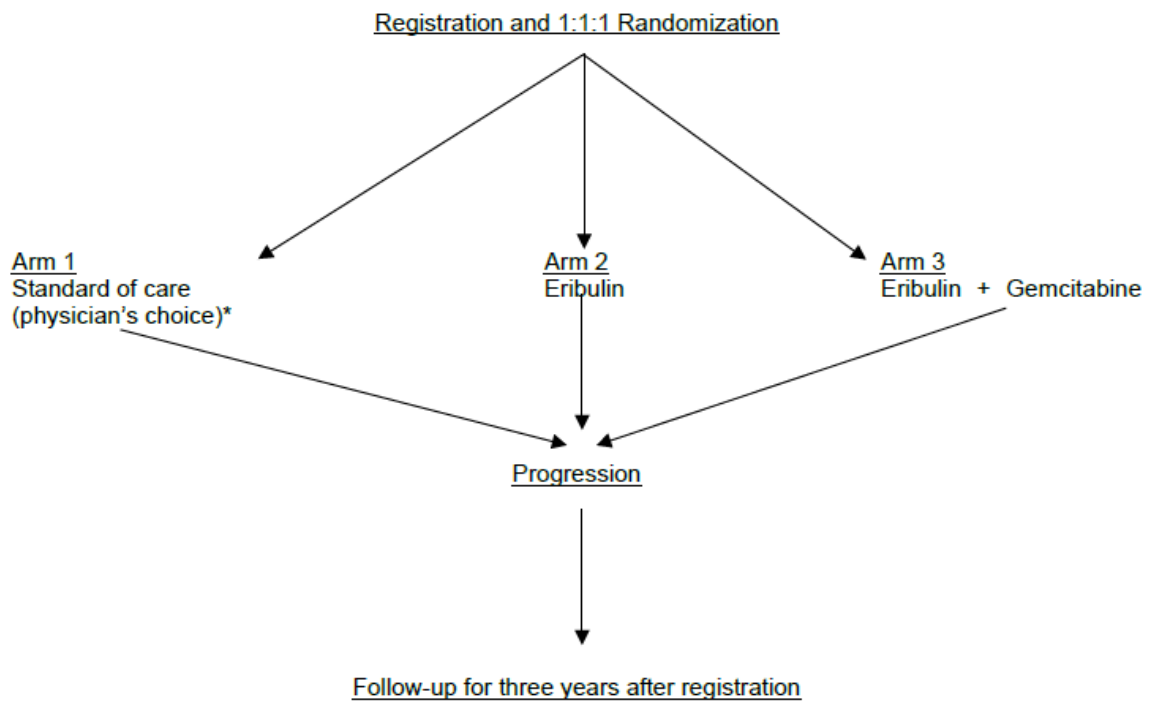 Registration and 1:1:1 Randomization
Arm 1
Standard of care
(physician's choice)*
Arm 2
Eribulin
Arm 3
Eribulin + Gemcitabine
Progression
Follow-up for three years after registration